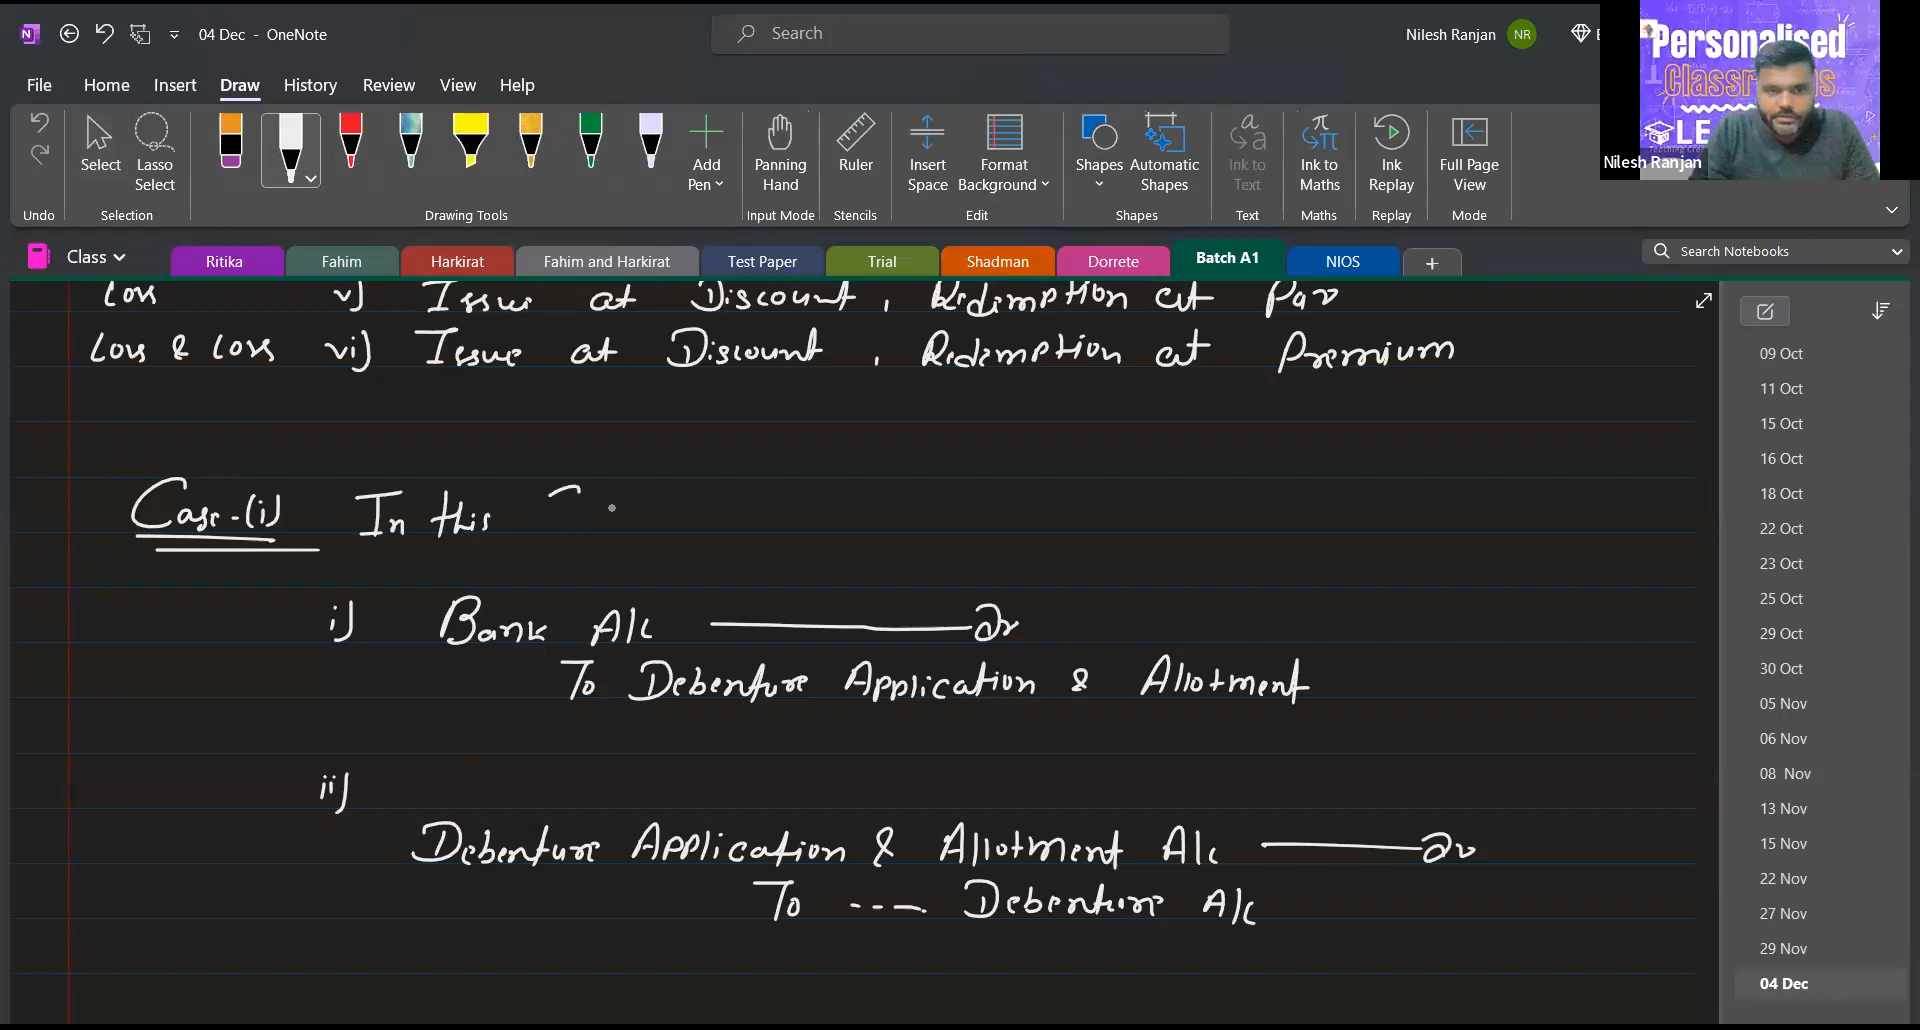 04 Dec - OneNote
Search
Nilesh Ranjan NR
Personalised
Classrooms
LE
Nilesh Ranjan
File Home Insert Draw History Review View Help
Undo
Select
Lasso Select
Selection
Drawing Tools
Add Pen
Panning Hand
Input Mode
Ruler
Stencils
Insert Space
Format Background
Edit
Shapes
Automatic Shapes
Shapes
Ink to Text
Text
Ink to Maths
Maths
Ink Replay
Replay
Full Page View
Mode
Class
Ritika Fahim Harkirat Fahim and Harkirat Test Paper Trial Shadman Dorrete Batch A1 NIOS +
Search Notebooks
Loss v) Issue at Discount, Redemption at Par
Loss & Loss vi) Issue at Discount, Redemption at Premium
Case-(i) In this
i) Bank A/c Dr
To Debenture Application & Allotment
ii)
Debenture Application & Allotment A/c Dr
To ---- Debenture A/c
09 Oct
11 Oct
15 Oct
16 Oct
18 Oct
22 Oct
23 Oct
25 Oct
29 Oct
30 Oct
05 Nov
06 Nov
08 Nov
13 Nov
15 Nov
22 Nov
27 Nov
29 Nov
04 Dec